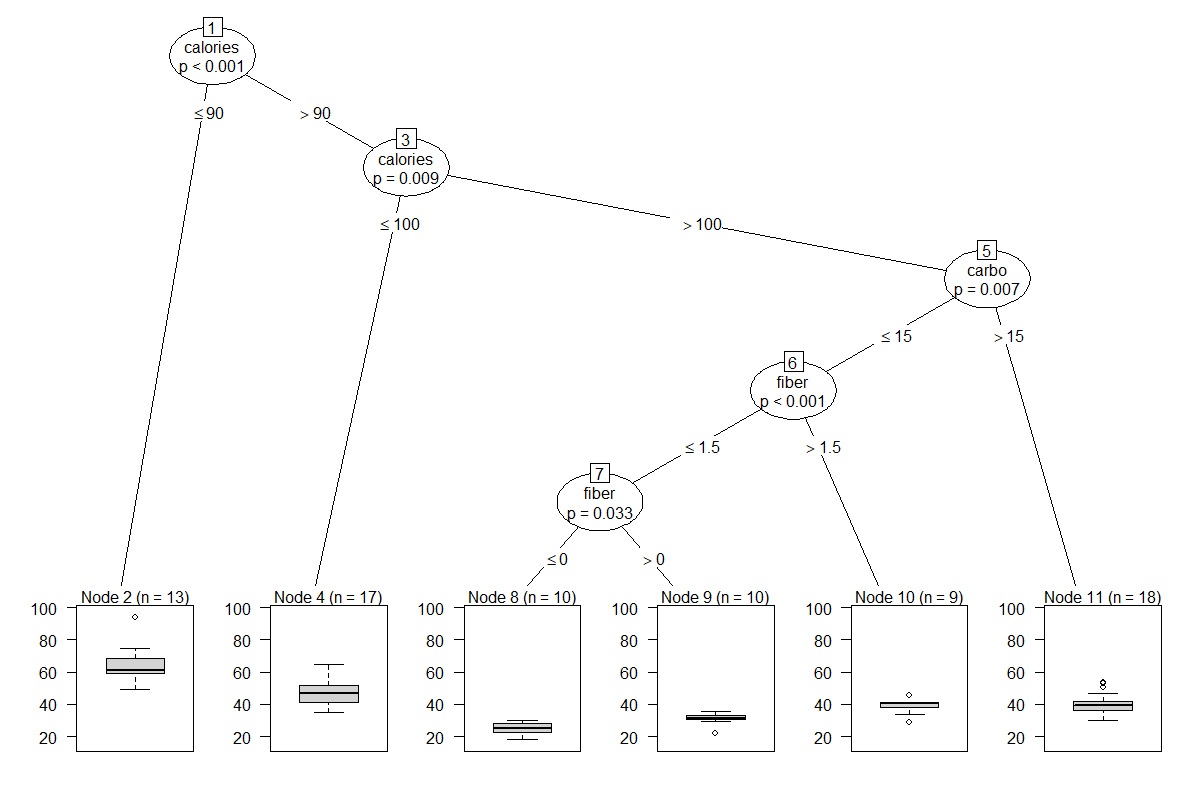 1
calories
p < 0.001
≤ 90
> 90
3
calories
p = 0.009
≤ 100
> 100
5
carbo
p = 0.007
≤ 15
> 15
6
fiber
p < 0.001
≤ 1.5
> 1.5
7
fiber
p = 0.033
≤ 0
> 0
Node 2 (n = 13)
100
80
60
40
20
Node 4 (n = 17)
100
80
60
40
20
Node 8 (n = 10)
100
80
60
40
20
Node 9 (n = 10)
100
80
60
40
20
Node 10 (n = 9)
100
80
60
40
20
Node 11 (n = 18)
100
80
60
40
20